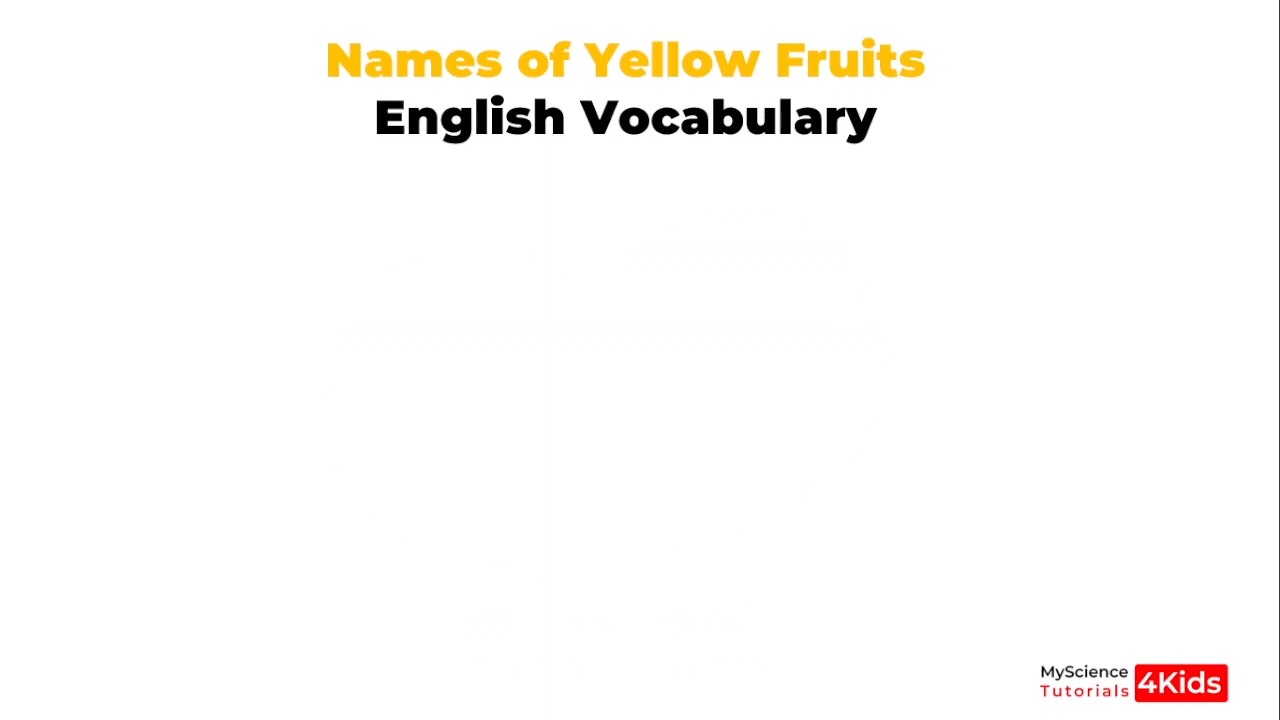 Names of Yellow Fruits
English Vocabulary
MyScience
Tutorials
4Kids